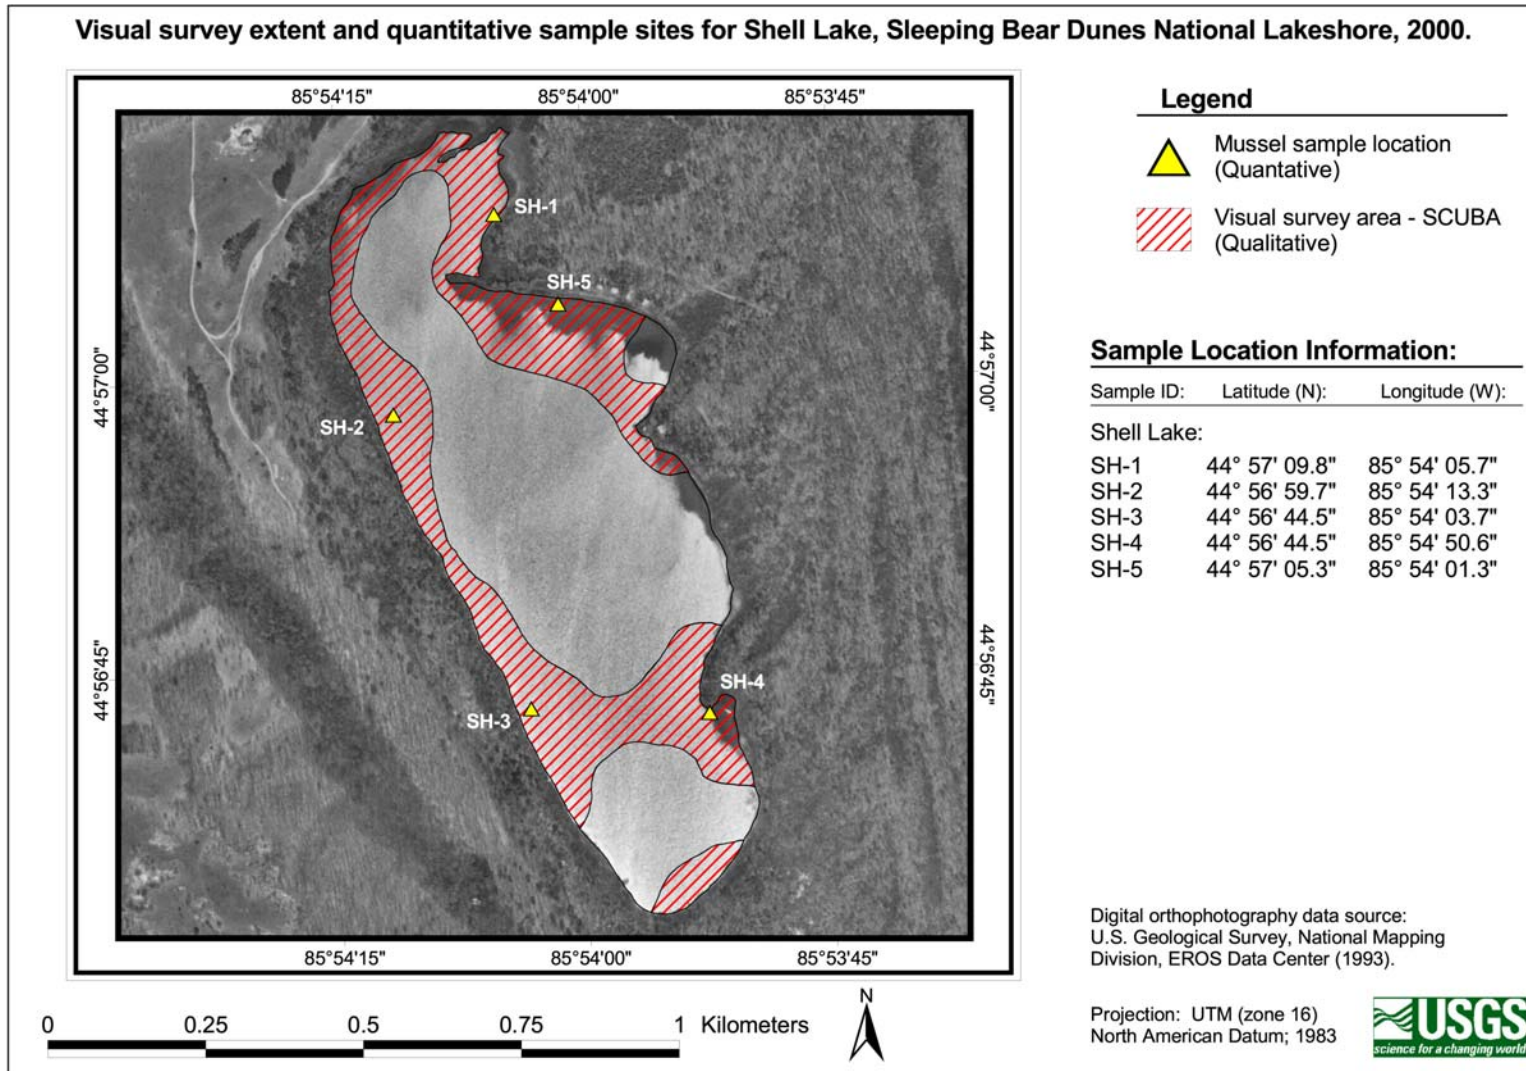 Visual survey extent and quantitative sample sites for Shell Lake, Sleeping Bear Dunes National Lakeshore, 2000.
85°54'15" 85°54'00" 85°53'45"
44°57'00"
44°56'45"
SH-1
SH-5
SH-2
SH-4
SH-3
44°57'00"
44°56'45"
85°54'15" 85°54'00" 85°53'45"
0 0.25 0.5 0.75 1 Kilometers
N
Legend
Mussel sample location
(Quantative)
Visual survey area - SCUBA
(Qualitative)
Sample Location Information:
Sample ID: Latitude (N): Longitude (W):
Shell Lake:
SH-1 44° 57' 09.8" 85° 54' 05.7"
SH-2 44° 56' 59.7" 85° 54' 13.3"
SH-3 44° 56' 44.5" 85° 54' 03.7"
SH-4 44° 56' 44.5" 85° 54' 50.6"
SH-5 44° 57' 05.3" 85° 54' 01.3"
Digital orthophotography data source:
U.S. Geological Survey, National Mapping
Division, EROS Data Center (1993).
Projection: UTM (zone 16)
North American Datum; 1983
USGS
science for a changing world